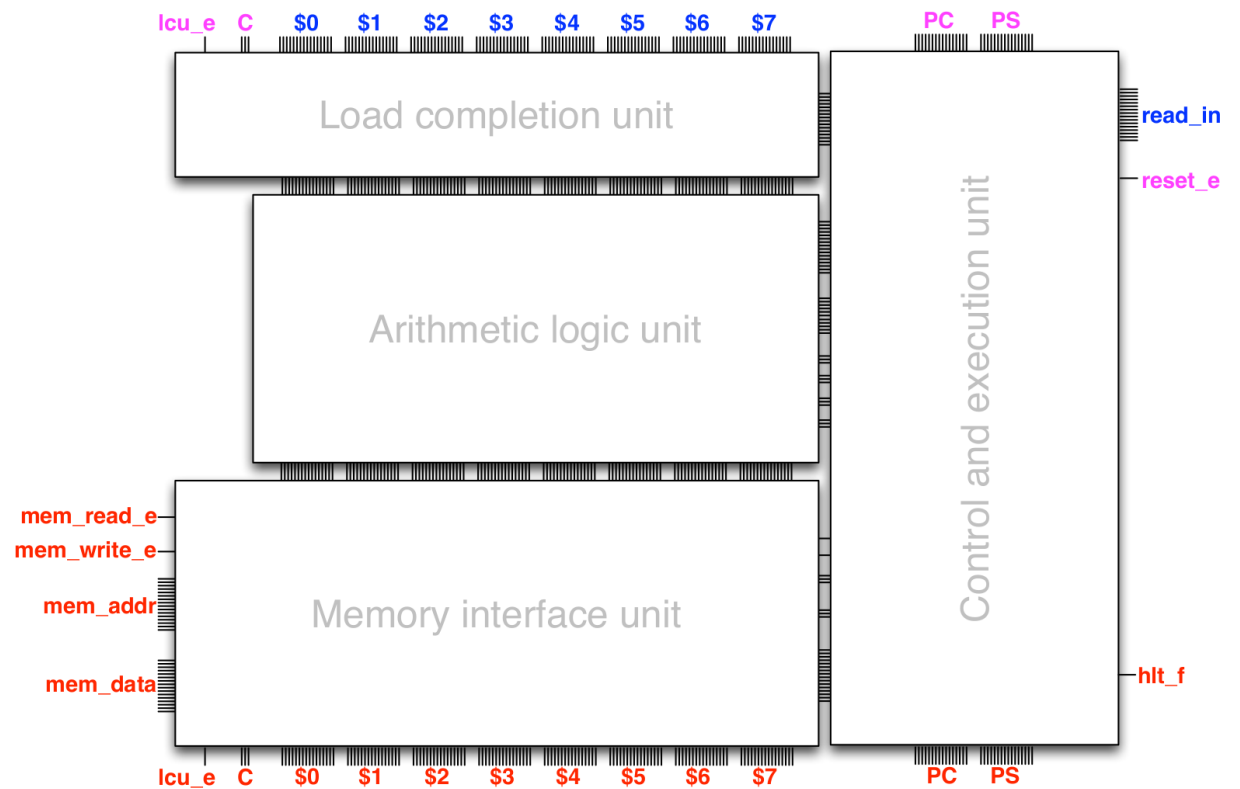 lcu_e C $0 $1 $2 $3 $4 $5 $6 $7 PC PS
Load completion unit
read_in
reset_e
Arithmetic logic unit
Control and execution unit
mem_read_e
mem_write_e
mem_addr
Memory interface unit
mem_data
hlt_f
lcu_e C $0 $1 $2 $3 $4 $5 $6 $7 PC PS